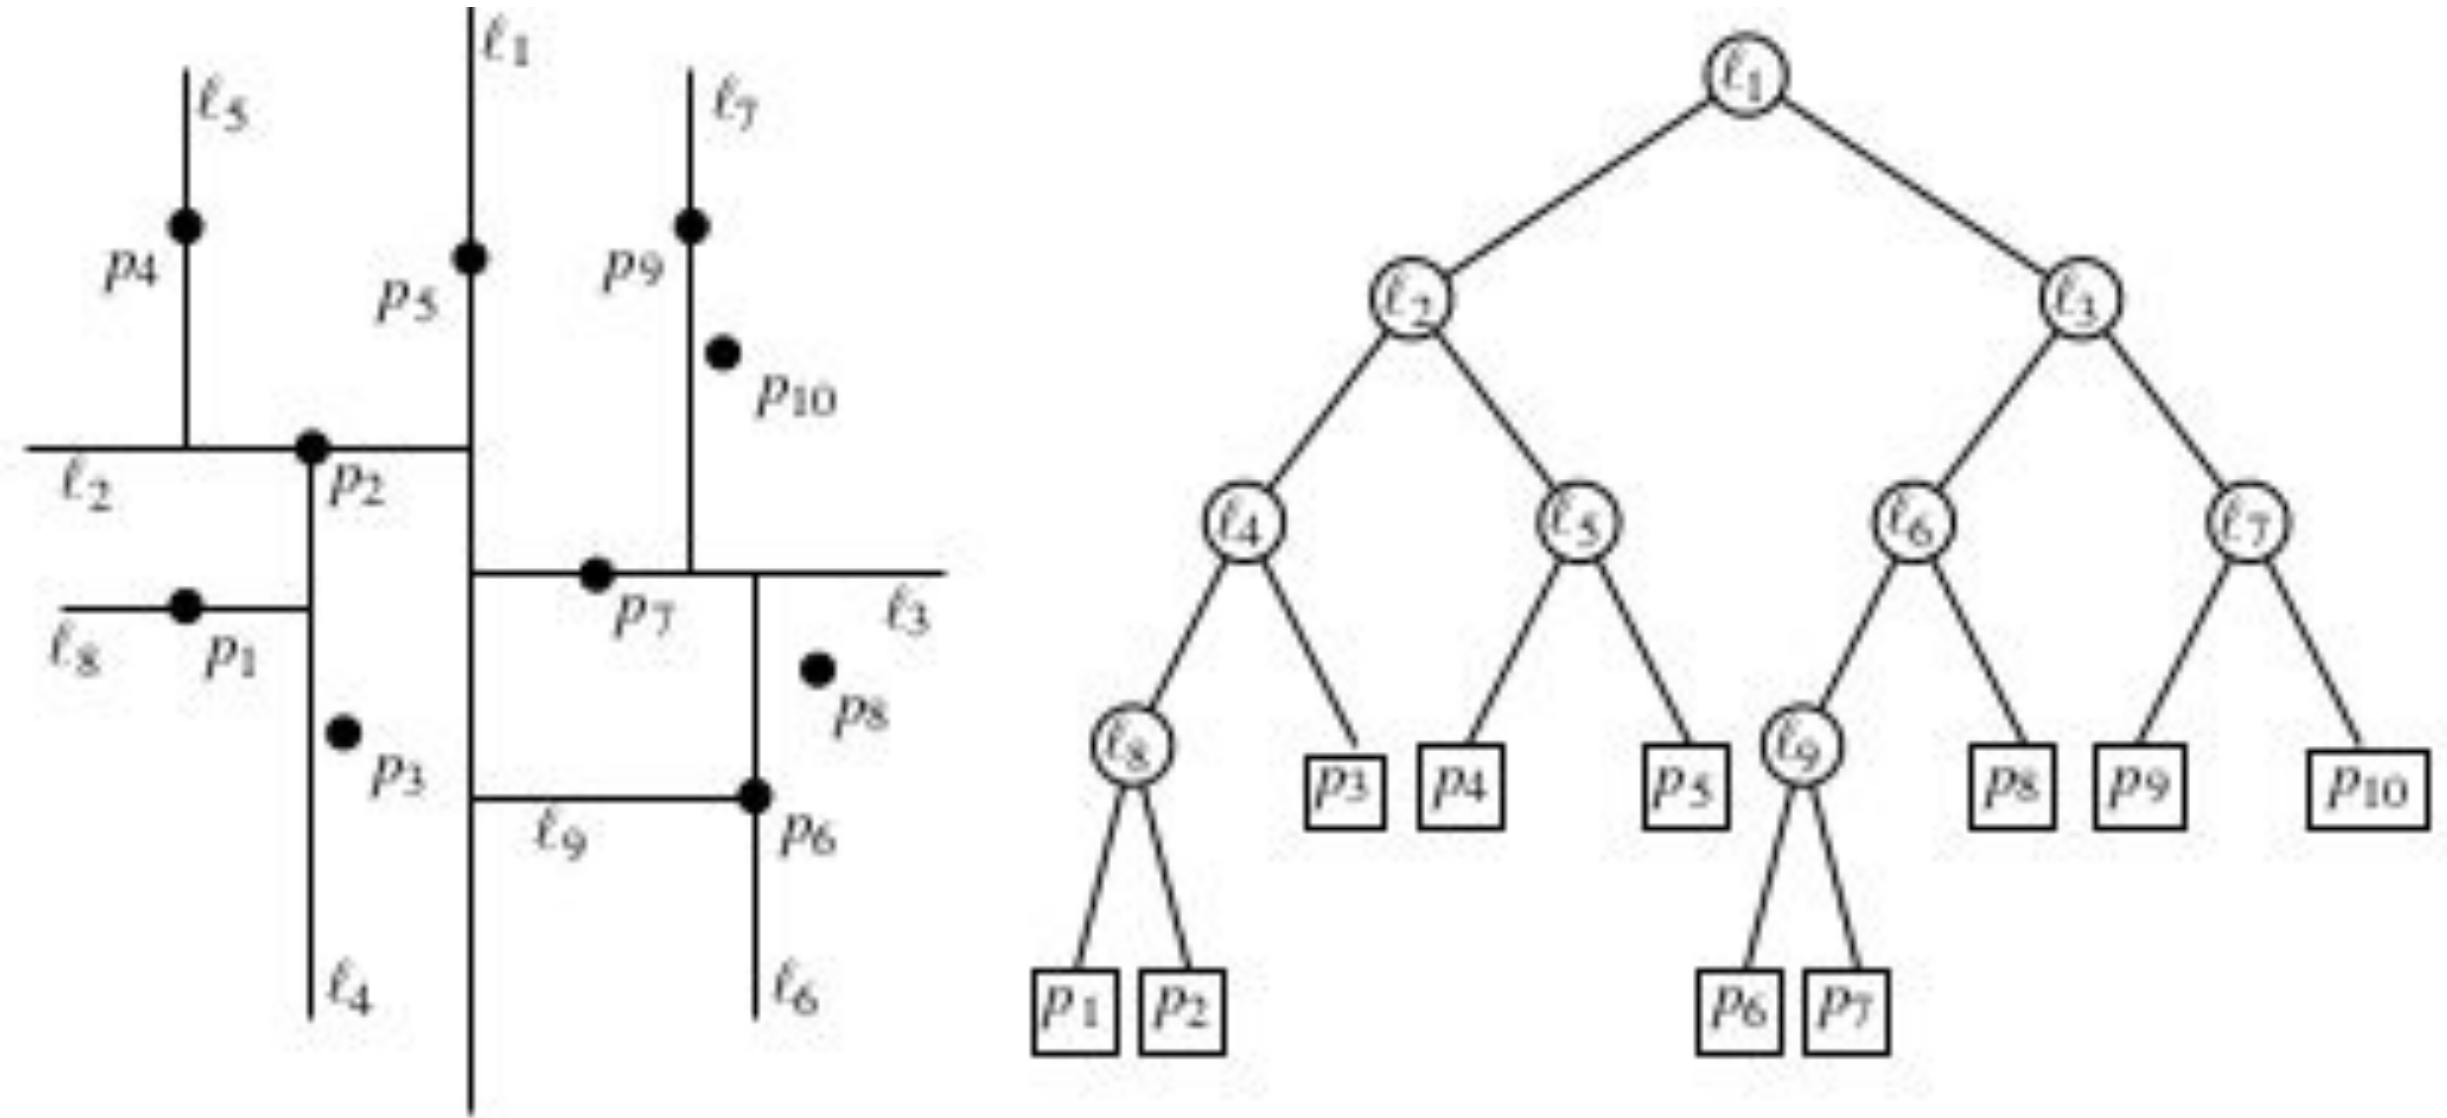 ℓ1
ℓ5
ℓ7
p4
p5
p9
p10
ℓ2
p2
p7
ℓ3
ℓ8
p1
p8
p3
ℓ9
p6
ℓ4
ℓ6
ℓ1
ℓ2 ℓ3
ℓ4 ℓ5 ℓ6 ℓ7
ℓ8 p3 p4 p5 ℓ9 p8 p9 p10
p1 p2 p6 p7